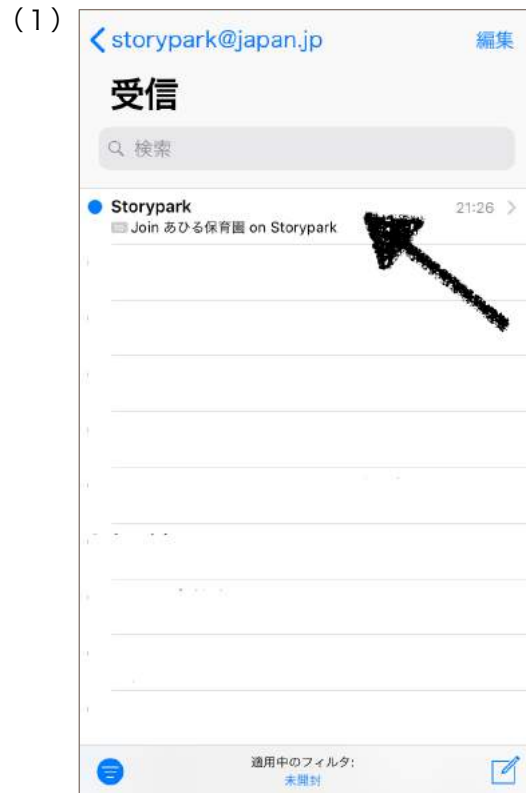 （1）
storypark@japan.jp 編集
受信
検索
Storypark 21:26
Join あひる保育園 on Storypark
適用中のフィルタ:
未開封